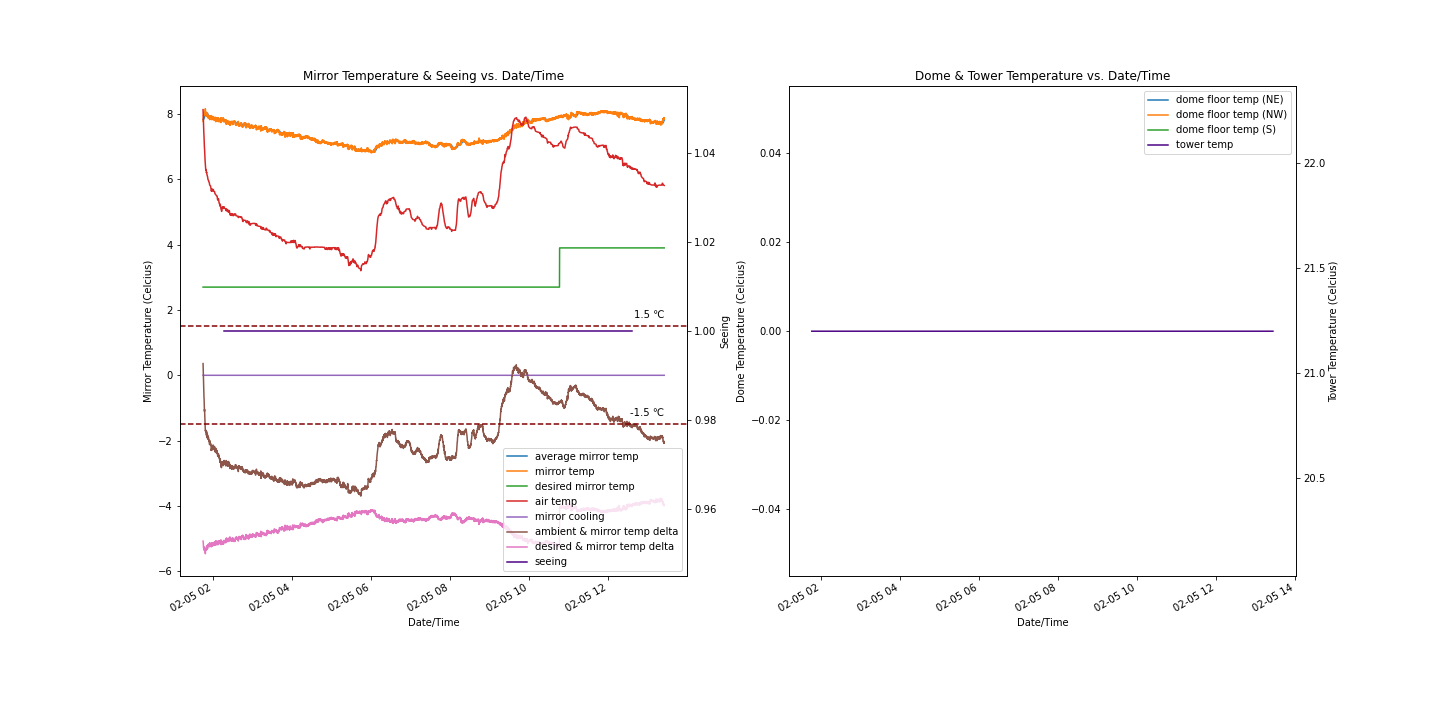 Mirror Temperature & Seeing vs. Date/Time
8
6
4
2
0
−2
−4
−6
Mirror Temperature (Celcius)
1.5 ℃
-1.5 ℃
1.04
1.02
1.00
0.98
0.96
Seeing
average mirror temp
mirror temp
desired mirror temp
air temp
mirror cooling
ambient & mirror temp delta
desired & mirror temp delta
seeing
02-05 02
02-05 04
02-05 06
02-05 08
02-05 10
02-05 12
Date/Time
Dome & Tower Temperature vs. Date/Time
0.04
0.02
0.00
−0.02
−0.04
Dome Temperature (Celcius)
dome floor temp (NE)
dome floor temp (NW)
dome floor temp (S)
tower temp
22.0
21.5
21.0
20.5
Tower Temperature (Celcius)
02-05 02
02-05 04
02-05 06
02-05 08
02-05 10
02-05 12
02-05 14
Date/Time